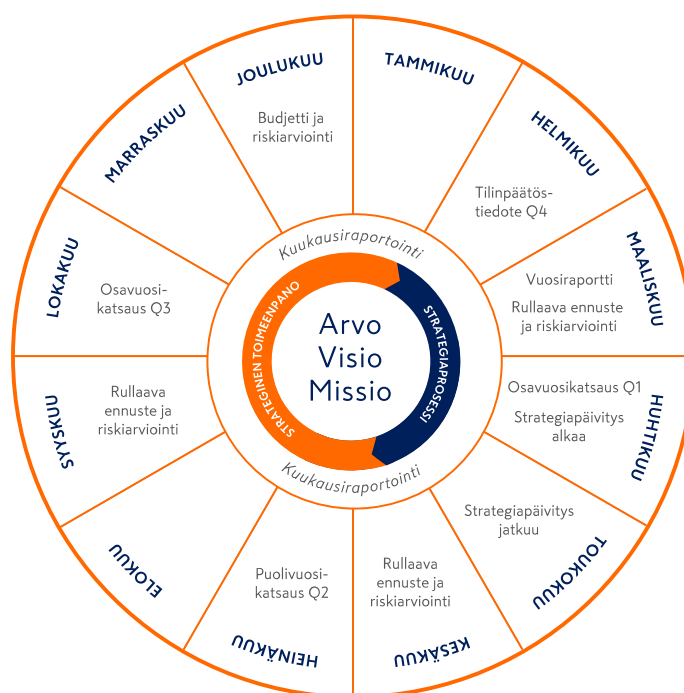 TAMMIKUU
HELMIKUU
Tilinpäätös-
tiedote Q4
MAALISKUU
Vuosiraportti
Rullaava ennuste
ja riskiarviointi
HUHTIKUU
Osavuosikatsaus Q1
Strategiapäivitys
alkaa
TOUKOKUU
Strategiapäivitys
jatkuu
KESÄKUU
Rullaava
ennuste ja
riskiarviointi
HEINÄKUU
Puolivuosi-
katsaus Q2
ELOKUU
SYSKUU
Rullaava
ennuste ja
riskiarviointi
LOKAKUU
Osavuosi-
katsaus Q3
MARRASKUU
JOULUKUU
Budjetti ja
riskiarviointi
Kuukausiraportointi
STRATEGINEN TOIMEENPANO
STRATEGIAPROSESSI
Arvo
Visio
Missio
Kuukausiraportointi